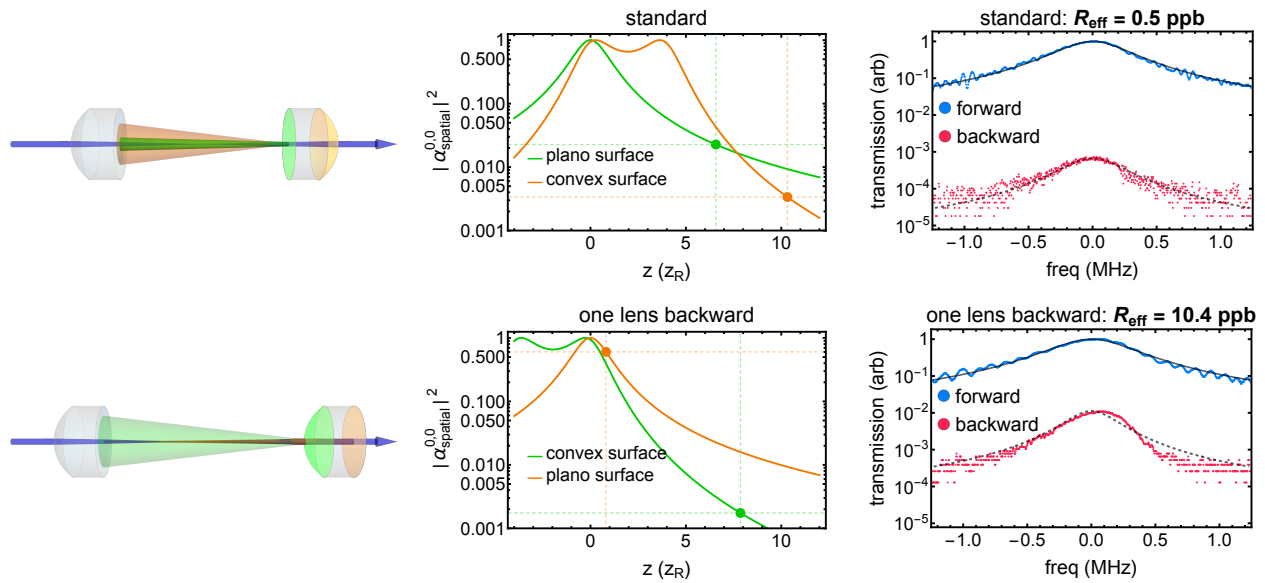 standard
1
0.500
0.100
0.050
0.010
0.005
0.001
| α^{0,0}_{spatial} | ²
plano surface
convex surface
0
5
10
z (z_R)
standard: R_eff = 0.5 ppb
1
10⁻¹
10⁻²
10⁻³
10⁻⁴
10⁻⁵
transmission (arb)
forward
backward
−1.0
−0.5
0.0
0.5
1.0
freq (MHz)
one lens backward
1
0.500
0.100
0.050
0.010
0.005
0.001
| α^{0,0}_{spatial} | ²
convex surface
plano surface
0
5
10
z (z_R)
one lens backward: R_eff = 10.4 ppb
1
10⁻¹
10⁻²
10⁻³
10⁻⁴
10⁻⁵
transmission (arb)
forward
backward
−1.0
−0.5
0.0
0.5
1.0
freq (MHz)